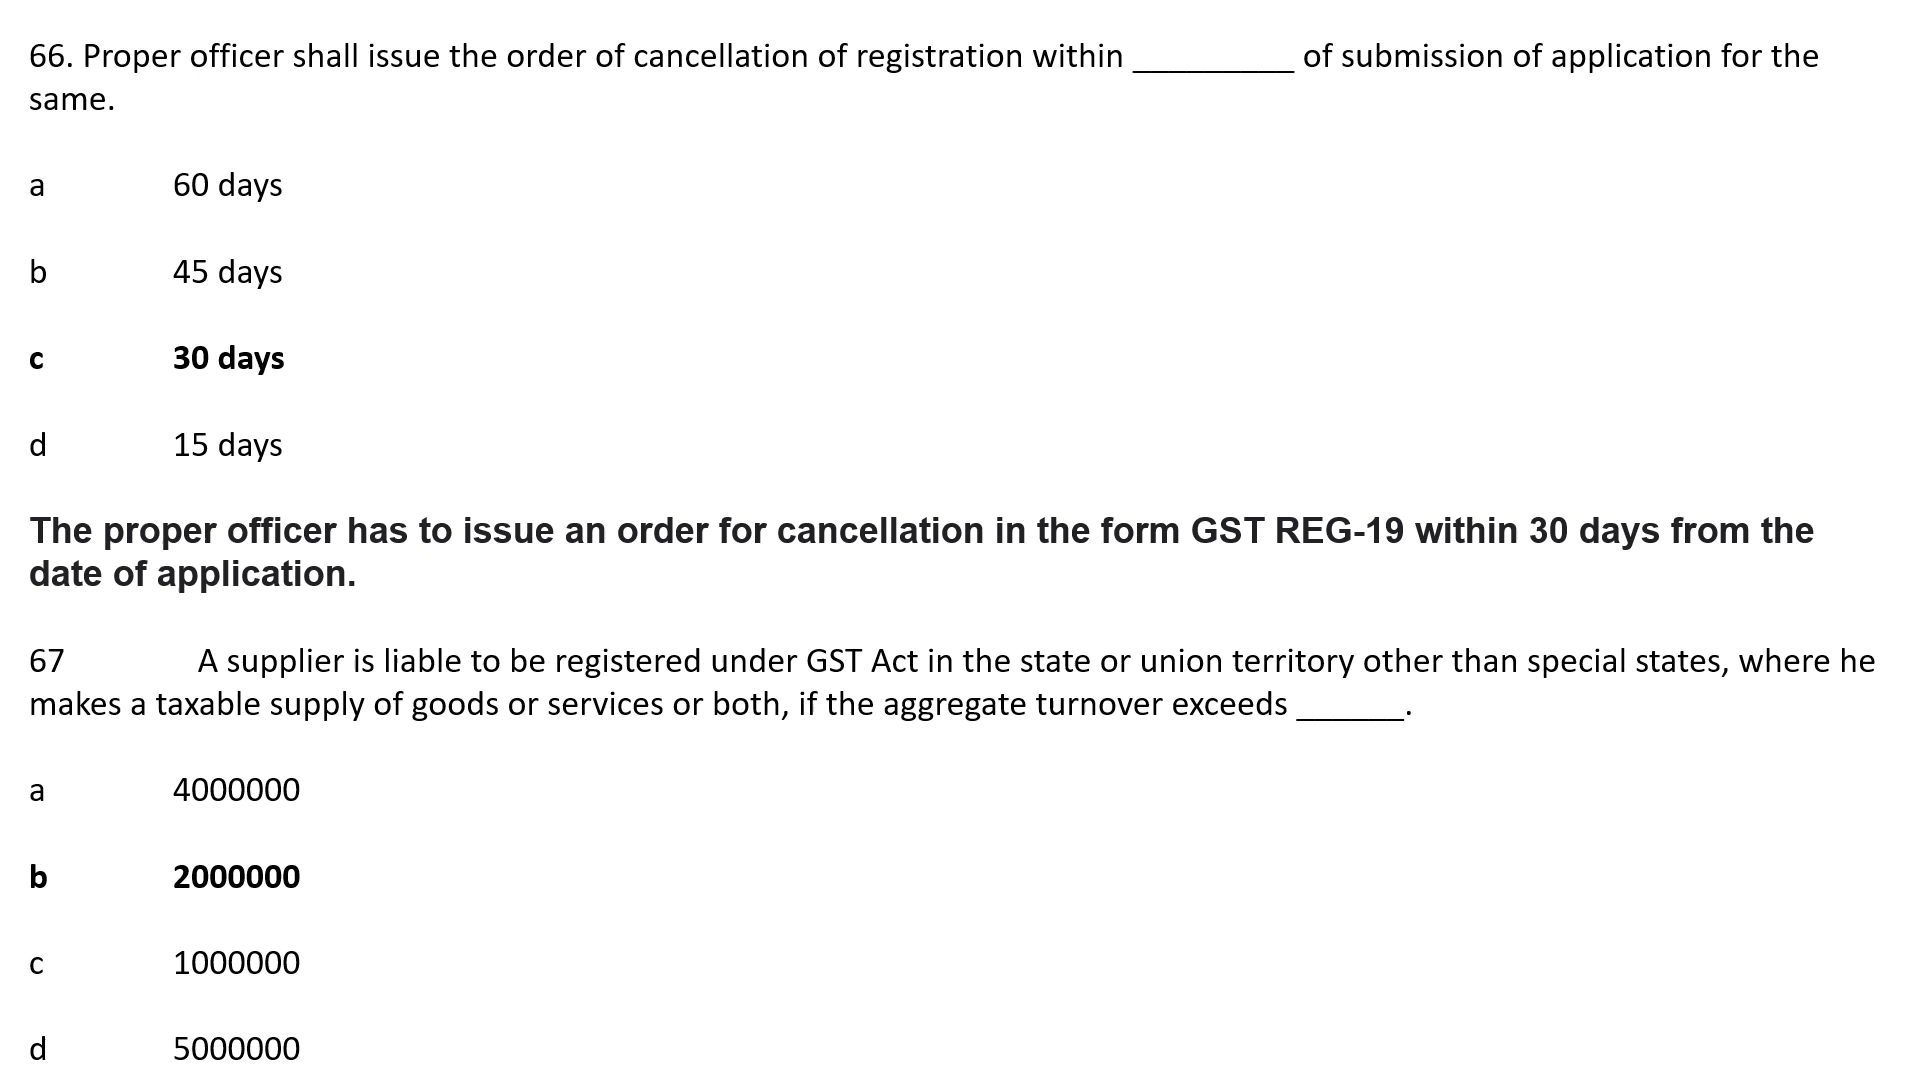 66. Proper officer shall issue the order of cancellation of registration within _________ of submission of application for the
same.
a 60 days
b 45 days
c 30 days
d 15 days
The proper officer has to issue an order for cancellation in the form GST REG-19 within 30 days from the
date of application.
67 A supplier is liable to be registered under GST Act in the state or union territory other than special states, where he
makes a taxable supply of goods or services or both, if the aggregate turnover exceeds ______.
a 4000000
b 2000000
c 1000000
d 5000000